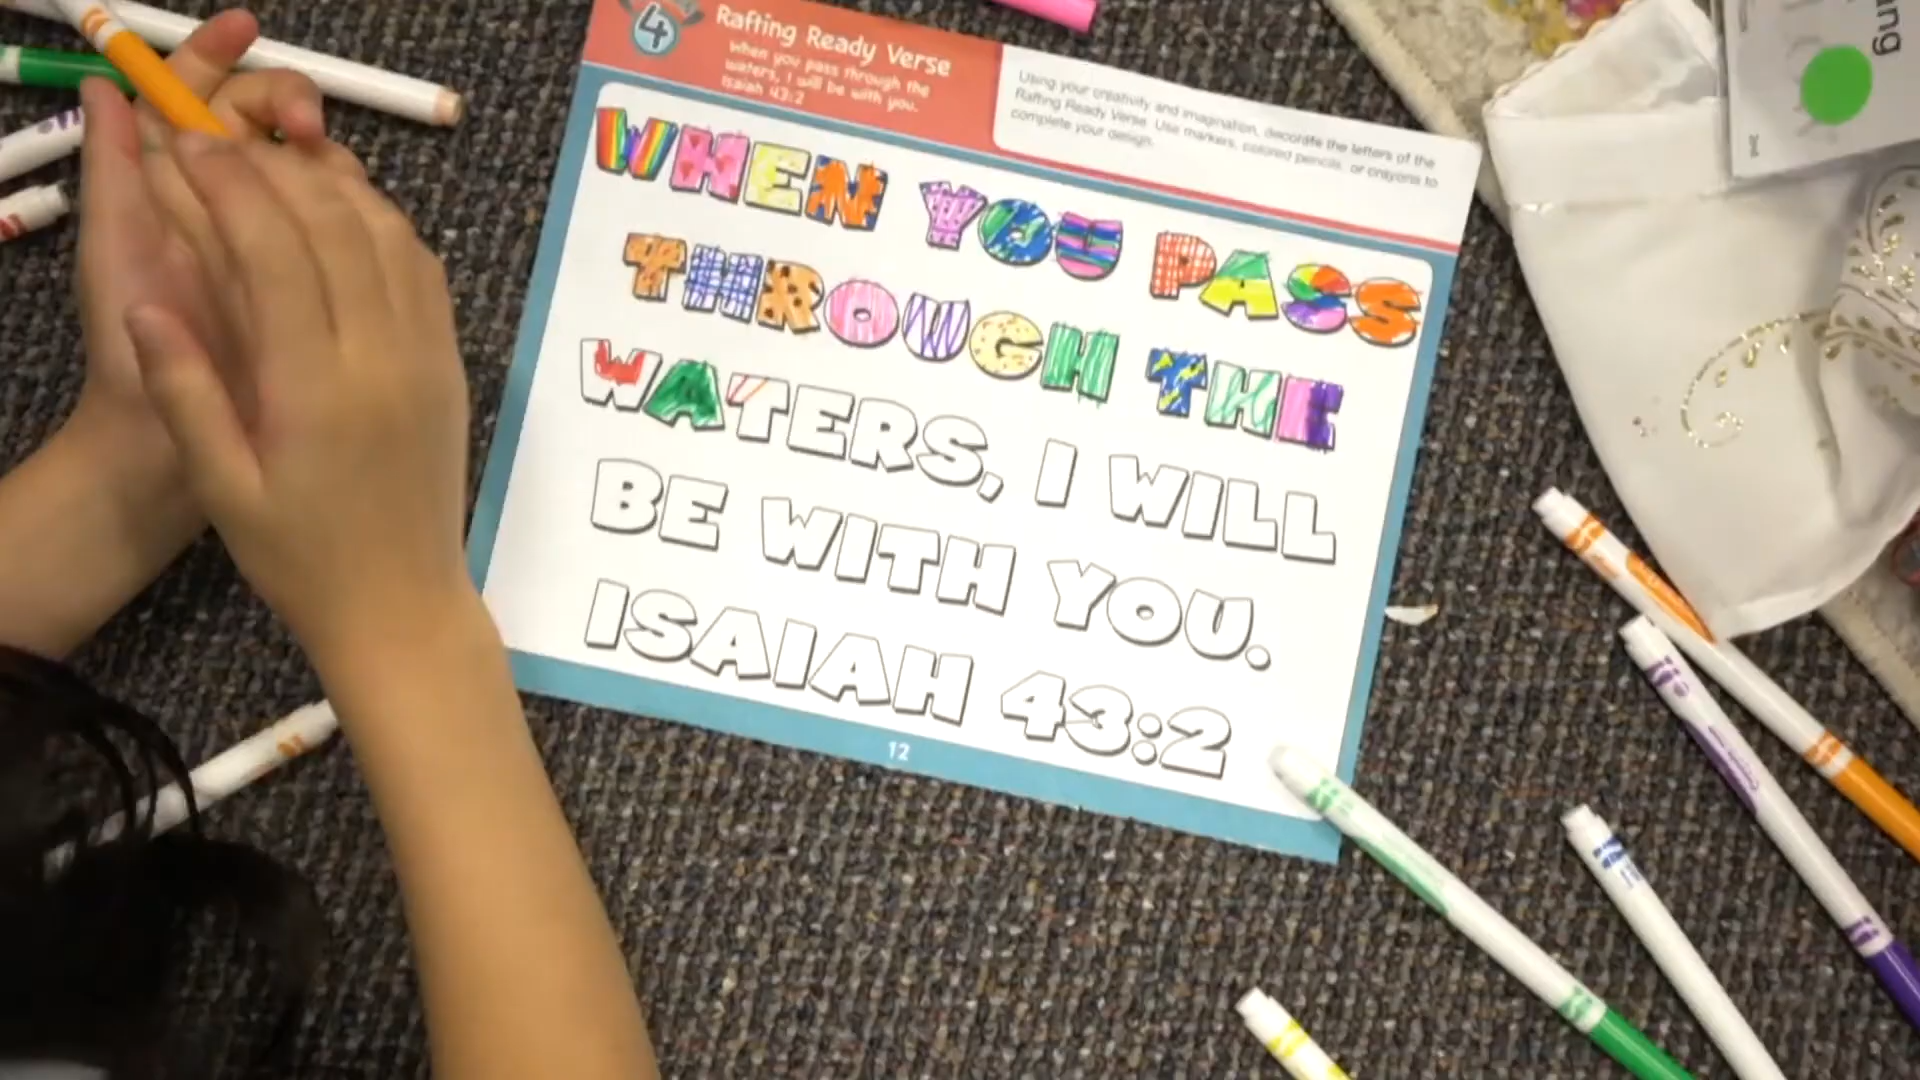 4
Rafting Ready Verse
When you pass through the
waters, I will be with you.
Isaiah 43:2
Using your creativity and imagination, decorate the letters of the
Rafting Ready Verse. Use markers, colored pencils, or crayons to
complete your design.
WHEN YOU PASS
THROUGH THE
WATERS, I WILL
BE WITH YOU.
ISAIAH 43:2
12
ang